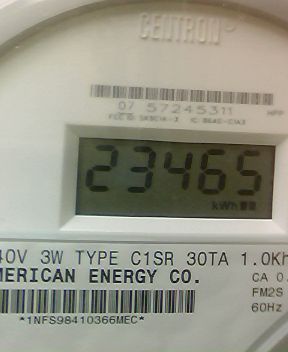 CENTRON
07 57245311
23465
kWh
40V 3W TYPE C1SR 30TA 1.0Kh
MERICAN ENERGY CO.
CA 0.
FM2S
60Hz
*1NFS98410366MEC*